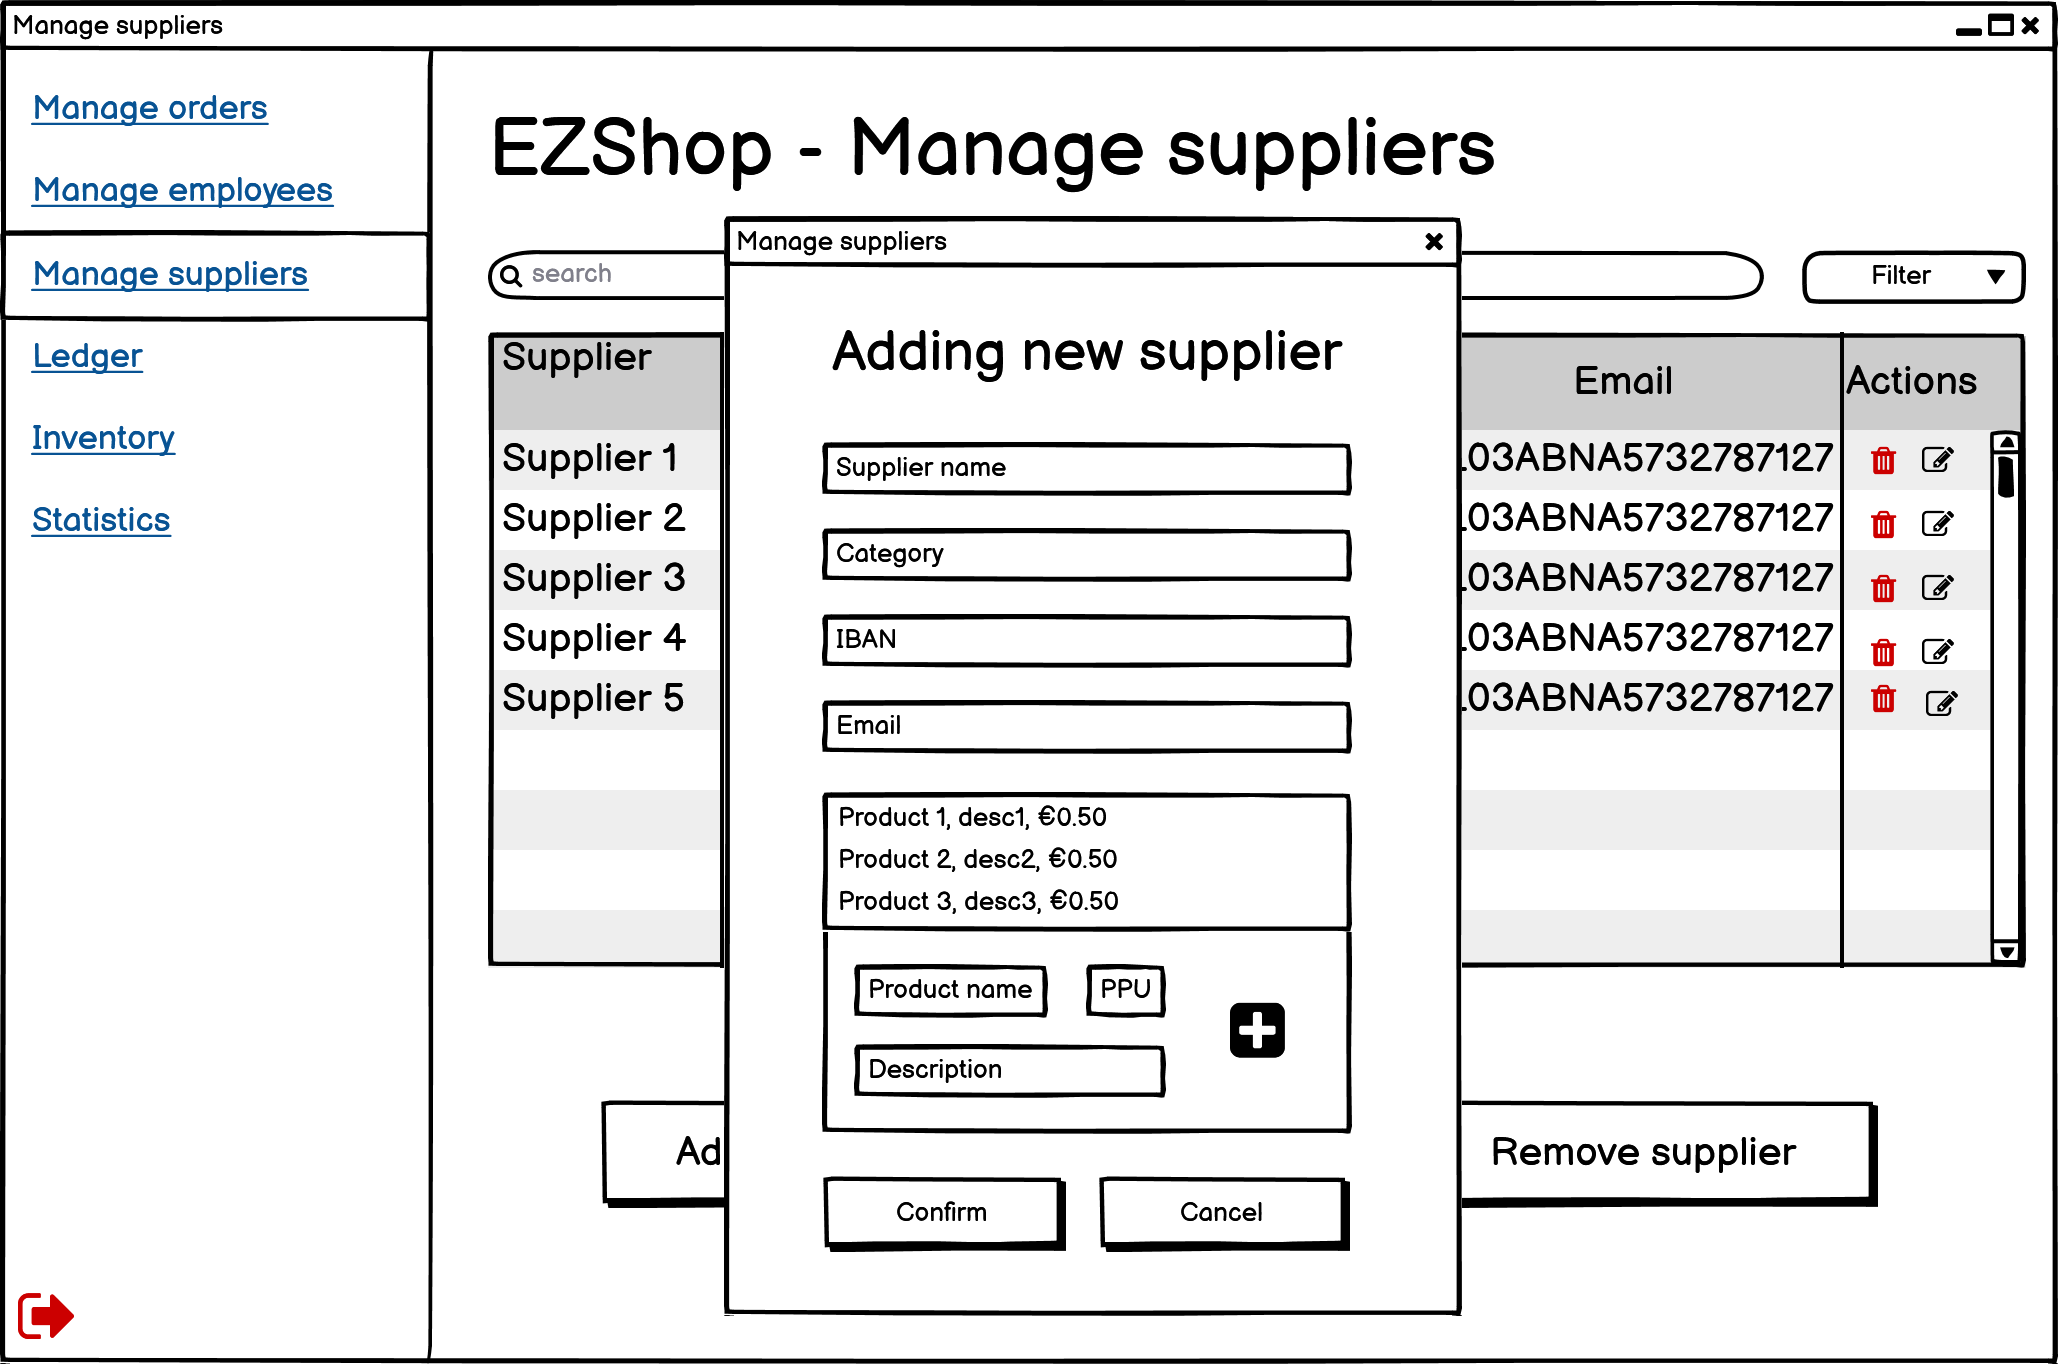 Manage suppliers
Manage orders
Manage employees
Manage suppliers
Ledger
Inventory
Statistics
EZShop - Manage suppliers
search
Filter
Supplier
Email
Actions
Supplier 1
03ABNA5732787127
Supplier 2
03ABNA5732787127
Supplier 3
03ABNA5732787127
Supplier 4
03ABNA5732787127
Supplier 5
03ABNA5732787127
Ad
Remove supplier
Manage suppliers
Adding new supplier
Supplier name
Category
IBAN
Email
Product 1, desc1, €0.50
Product 2, desc2, €0.50
Product 3, desc3, €0.50
Product name
PPU
Description
Confirm
Cancel